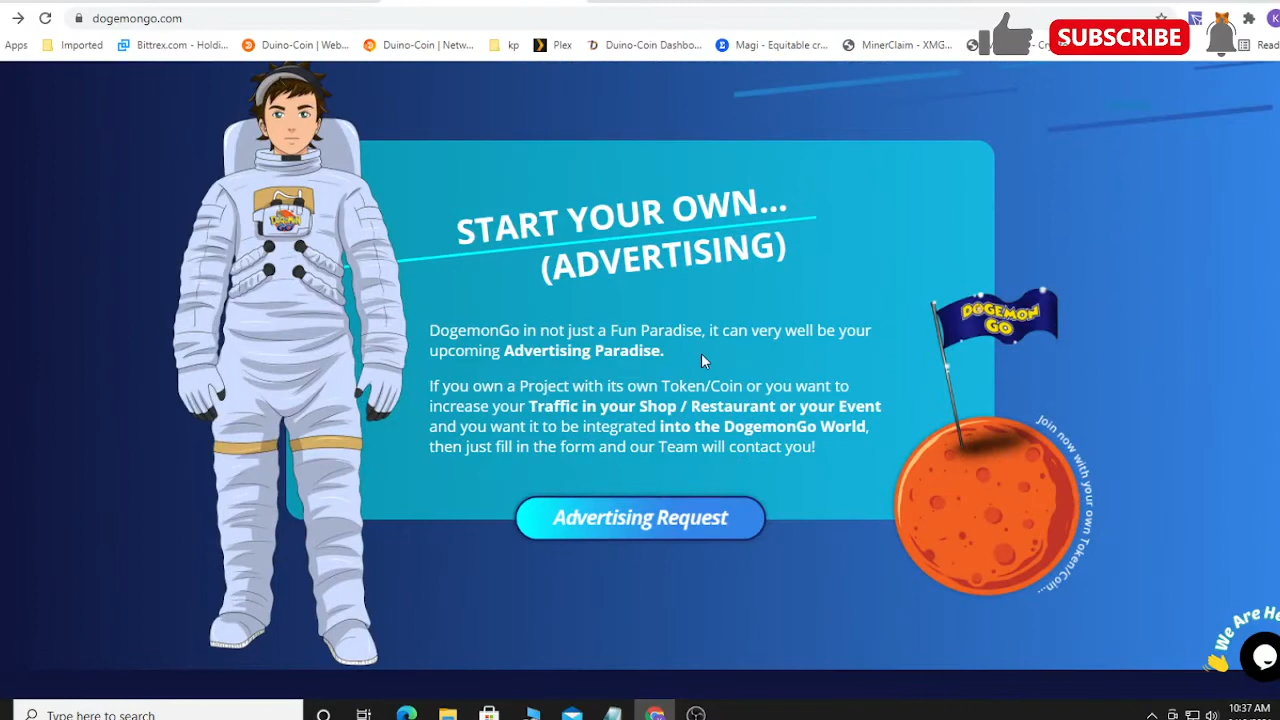 dogemongo.com
SUBSCRIBE
Apps Imported Bittrex.com - Holdi... Duino-Coin | Web... Duino-Coin | Netw... kp Plex Duino-Coin Dashbo... Magi - Equitable cr... MinerClaim - XMG... Read
START YOUR OWN...
(ADVERTISING)
DogemonGo in not just a Fun Paradise, it can very well be your
upcoming Advertising Paradise.
If you own a Project with its own Token/Coin or you want to
increase your Traffic in your Shop / Restaurant or your Event
and you want it to be integrated into the DogemonGo World,
then just fill in the form and our Team will contact you!
Advertising Request
DOGEMON
GO
Join now with your own Token/Coin...
We Are He
Type here to search
10:37 AM